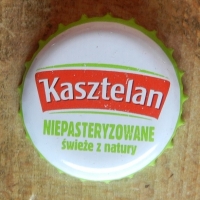 Kasztelan
NIEPASTERYZOWANE
świeże z natury